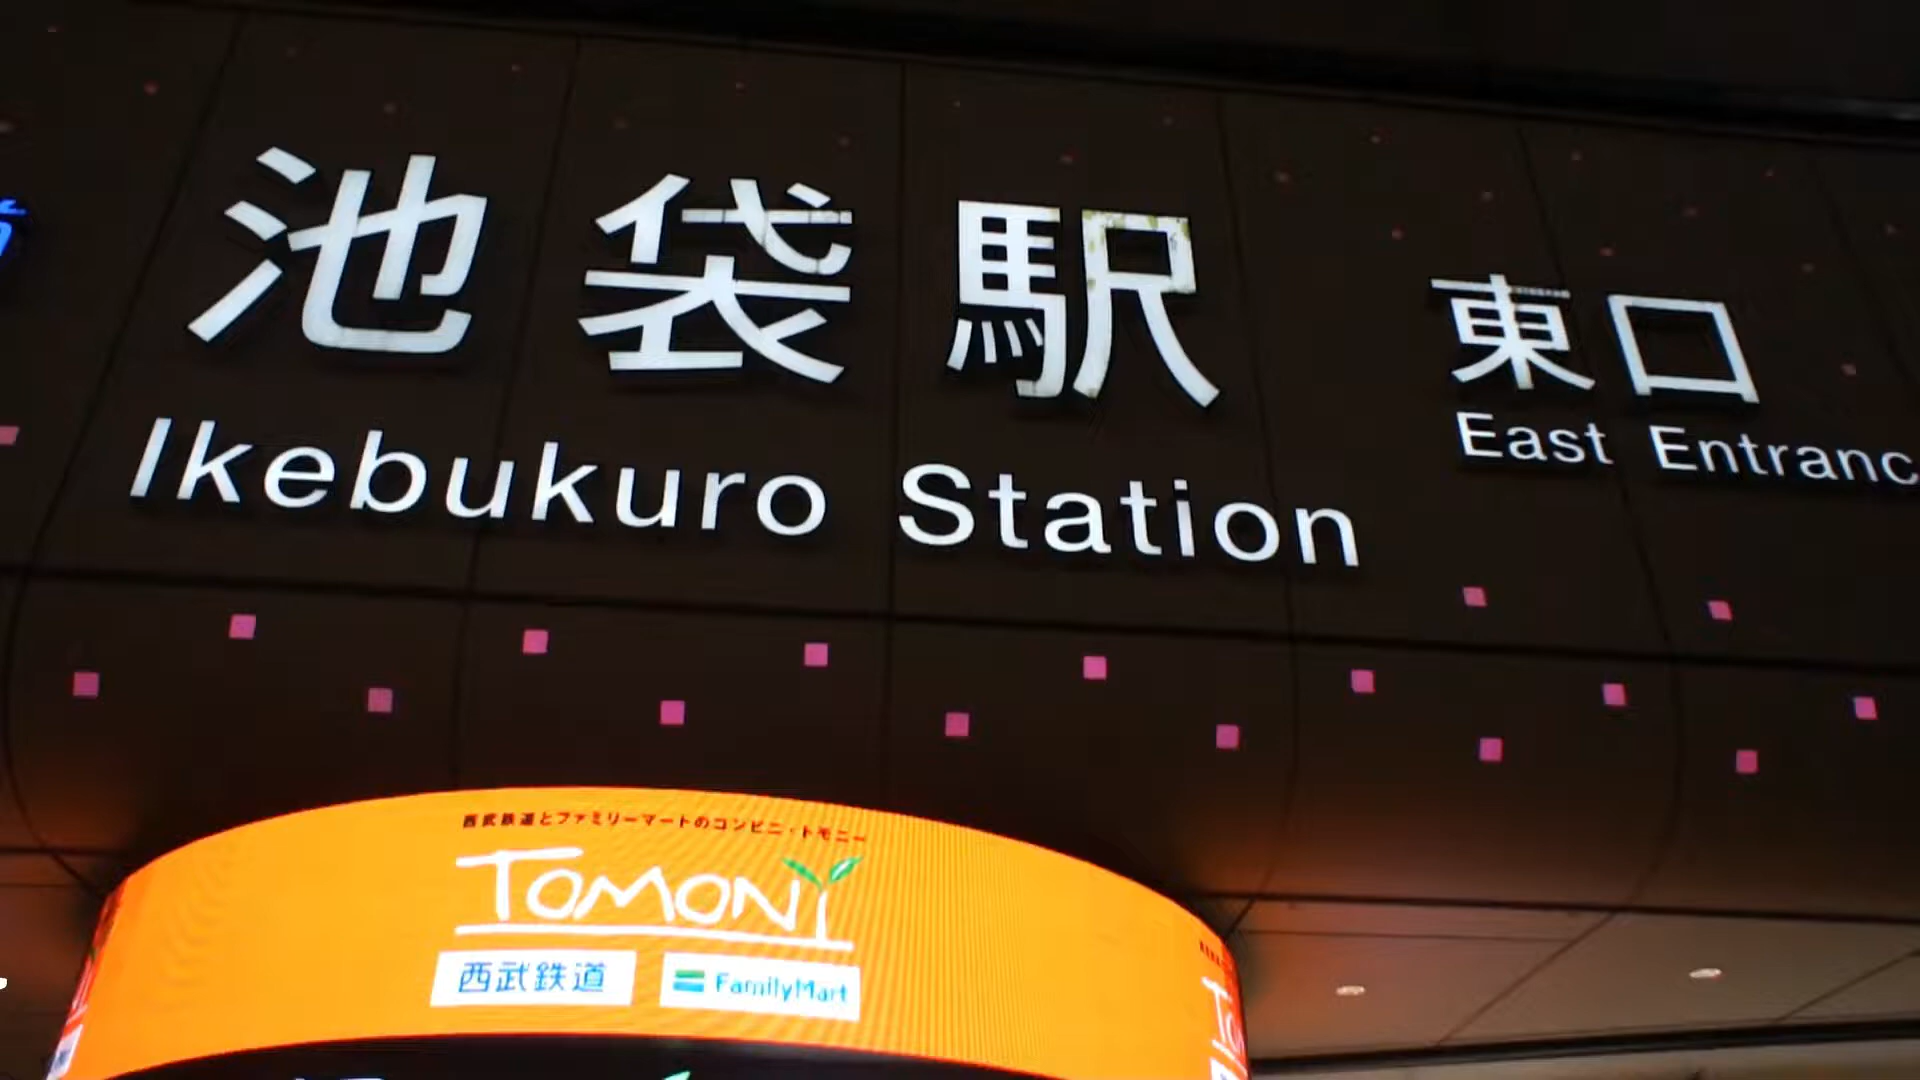 池袋駅 東口
Ikebukuro Station East Entranc
西武鉄道とファミリーマートのコンビニ・トモニー
TOMONY
西武鉄道 FamilyMart